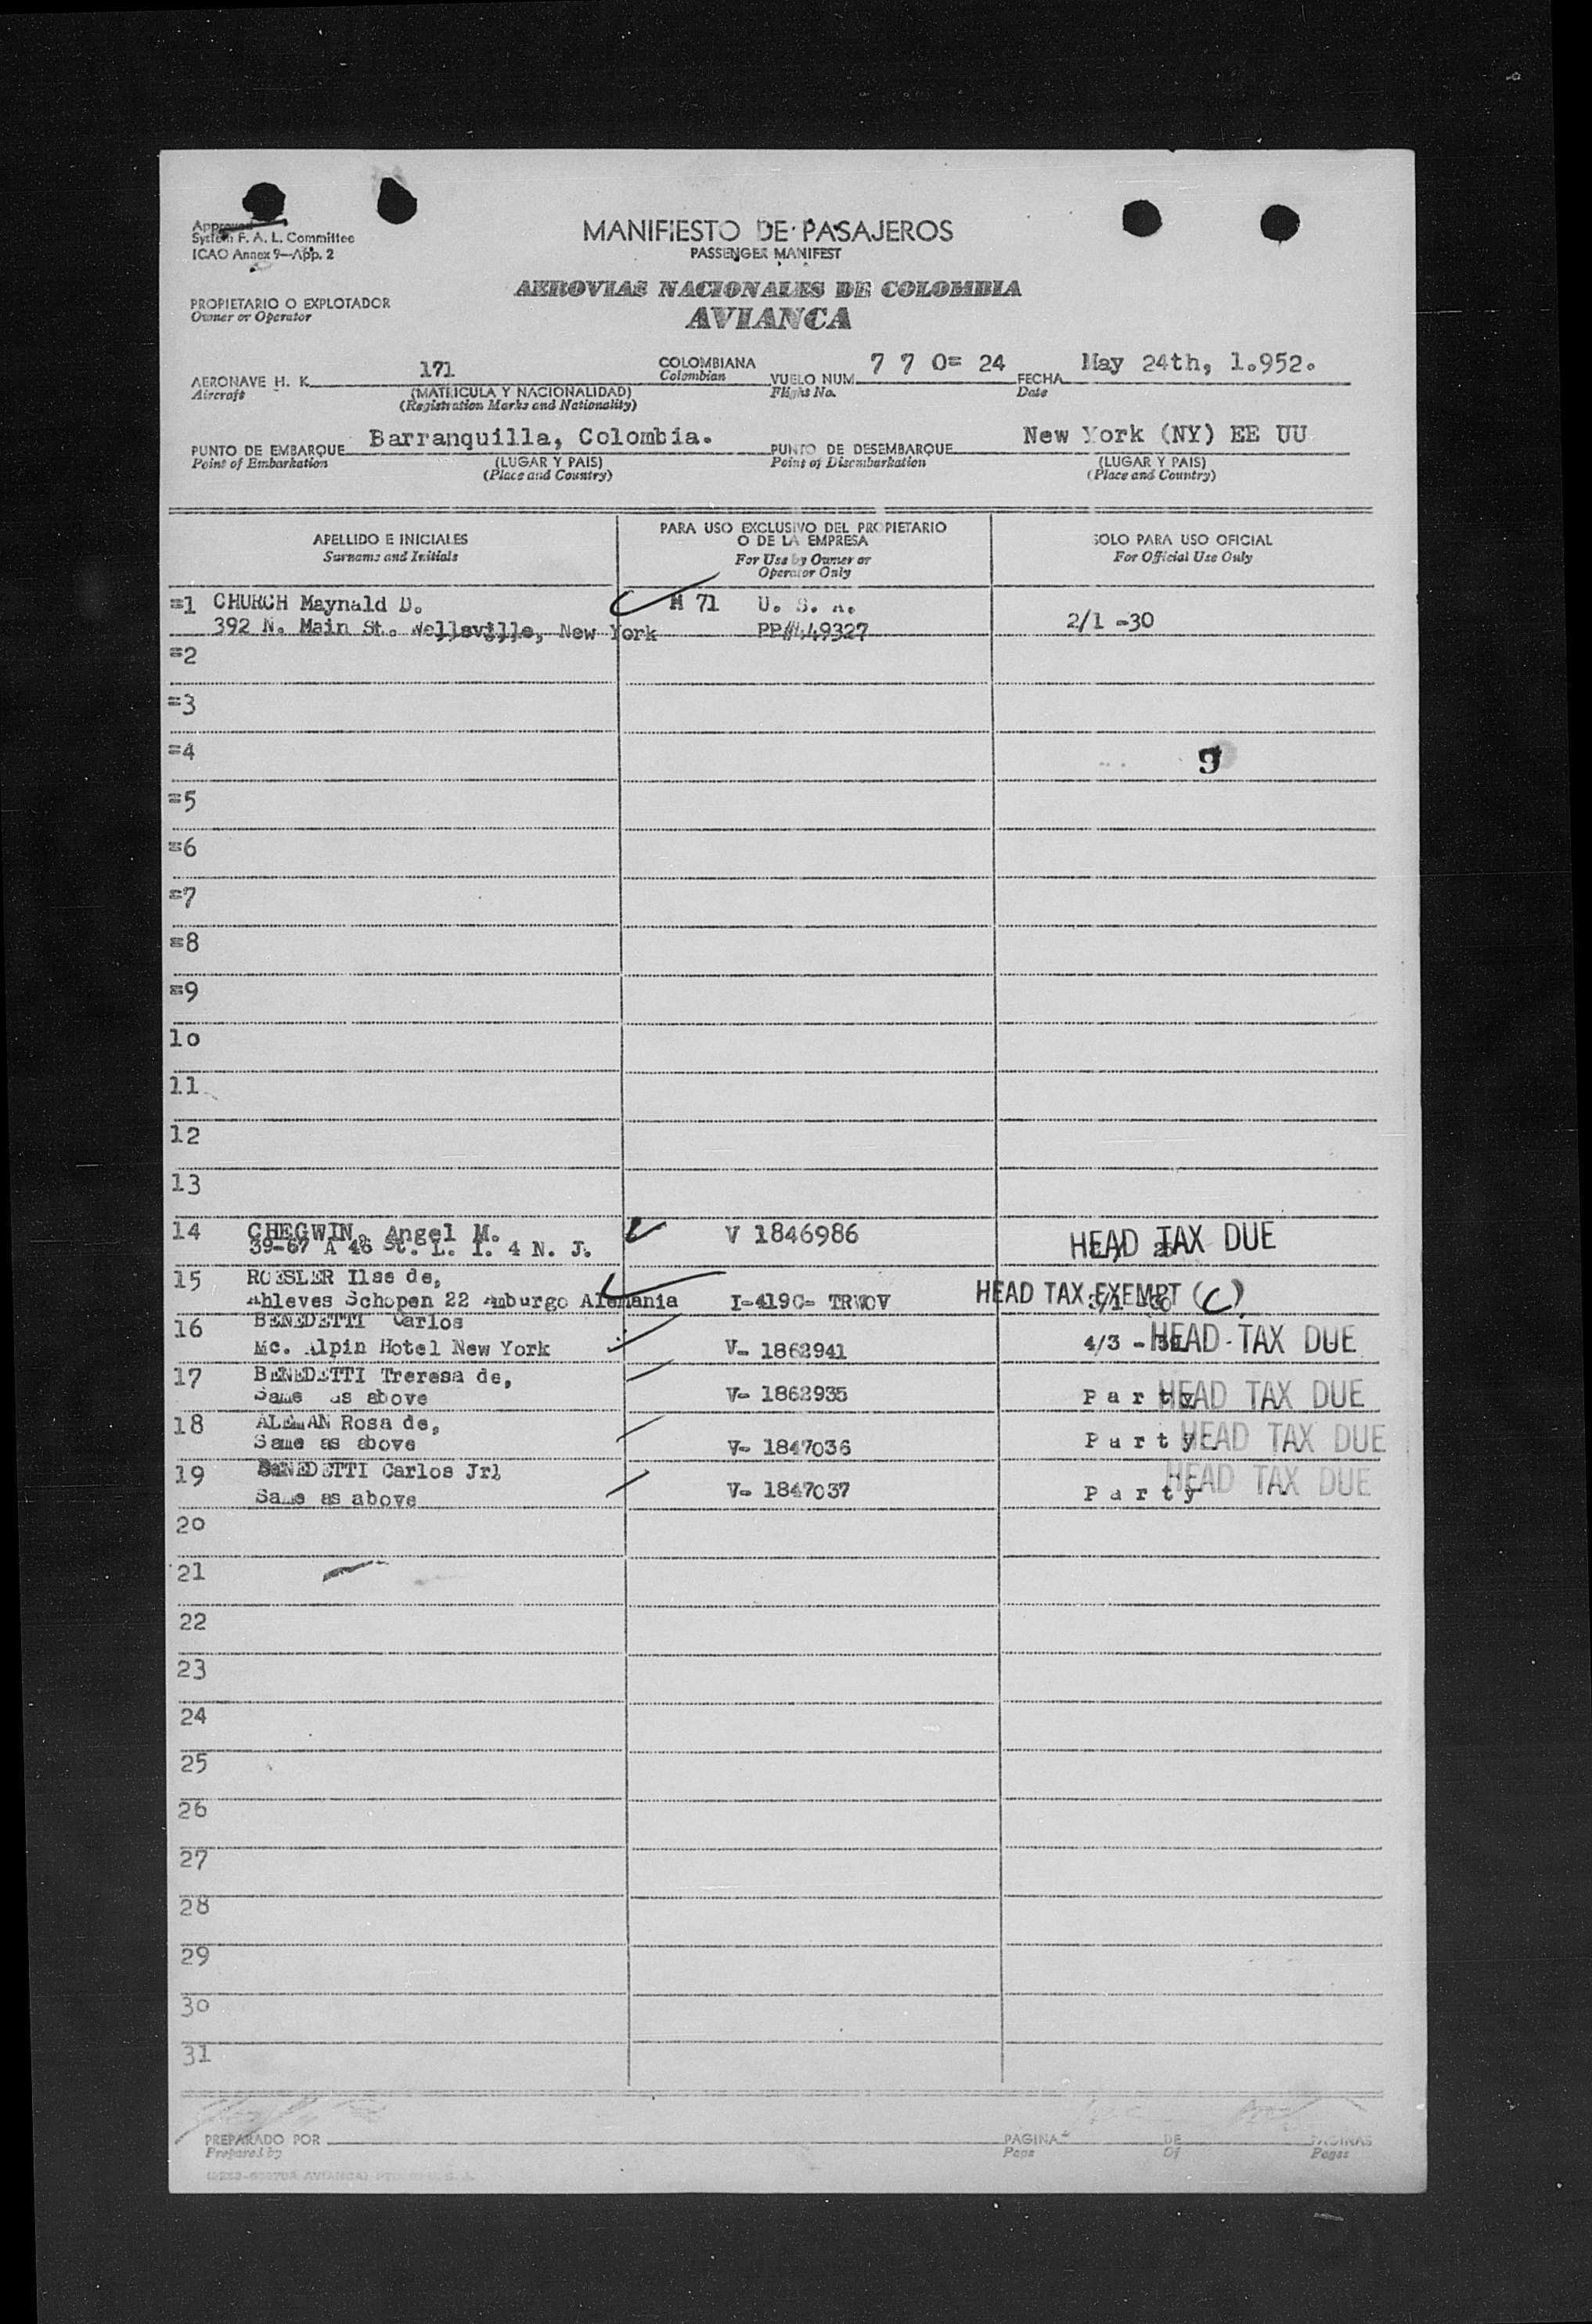 Approved
System F. A. L. Committee
ICAO Annex 9—App. 2
MANIFIESTO DE PASAJEROS
PASSENGER MANIFEST
PROPIETARIO O EXPLOTADOR
Owner or Operator
AEROVIAS NACIONALES DE COLOMBIA
AVIANCA
AERONAVE H. K. 171 COLOMBIANA VUELO NUM. 7 7 0= 24 FECHA May 24th, 1.952.
Aircraft (MATRICULA Y NACIONALIDAD) Colombian Flight No. Date
(Registration Marks and Nationality)
PUNTO DE EMBARQUE Barranquilla, Colombia. PUNTO DE DESEMBARQUE New York (NY) EE UU
Point of Embarkation (LUGAR Y PAIS) Point of Disembarkation (LUGAR Y PAIS)
(Place and Country) (Place and Country)
APELLIDO E INICIALES
Surname and Initials
PARA USO EXCLUSIVO DEL PROPIETARIO
O DE LA EMPRESA
For Use by Owner or
Operator Only
SOLO PARA USO OFICIAL
For Official Use Only
=1 CHURCH Maynald D. M 71 U. S. A.
392 N. Main St. Wellsville, New York 2/1 -30
=2
=3
=4
=5
=6
=7
=8
=9
10
11
12
13
14 CHEGWIN, Angel M. V 1846986 HEAD TAX DUE
39-67 A 46 St. L. I. 4 N. J.
15 ROESLER Ilse de,
Ahleves Schopen 22 Amburgo Alemania I-419C- TRWOV HEAD TAX EXEMPT (C)
16 BENEDETTI Carlos
Mc. Alpin Hotel New York V- 1862941 4/3 - HEAD TAX DUE
17 BENEDETTI Treresa de,
Same as above V- 1862935 Party HEAD TAX DUE
18 ALEMAN Rosa de,
Same as above V- 1847036 Party HEAD TAX DUE
19 BENEDETTI Carlos Jr1
Same as above V- 1847037 Party HEAD TAX DUE
20
21
22
23
24
25
26
27
28
29
30
31
PREPARADO POR PAGINA DE PAGINAS
Prepared by Page Of Pages